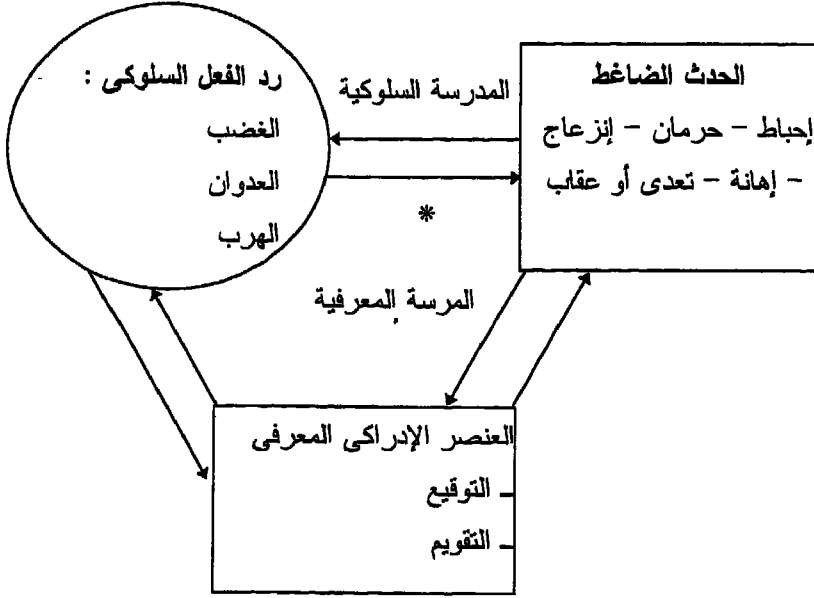 الحدث الضاغط
إحباط – حرمان – إنزعاج
– إهانة – تعدى أو عقاب
المدرسة السلوكية
*
رد الفعل السلوكى :
الغضب
العدوان
الهرب
المرسة المعرفية
العنصر الإدراكى المعرفى
– التوقيع
– التقويم